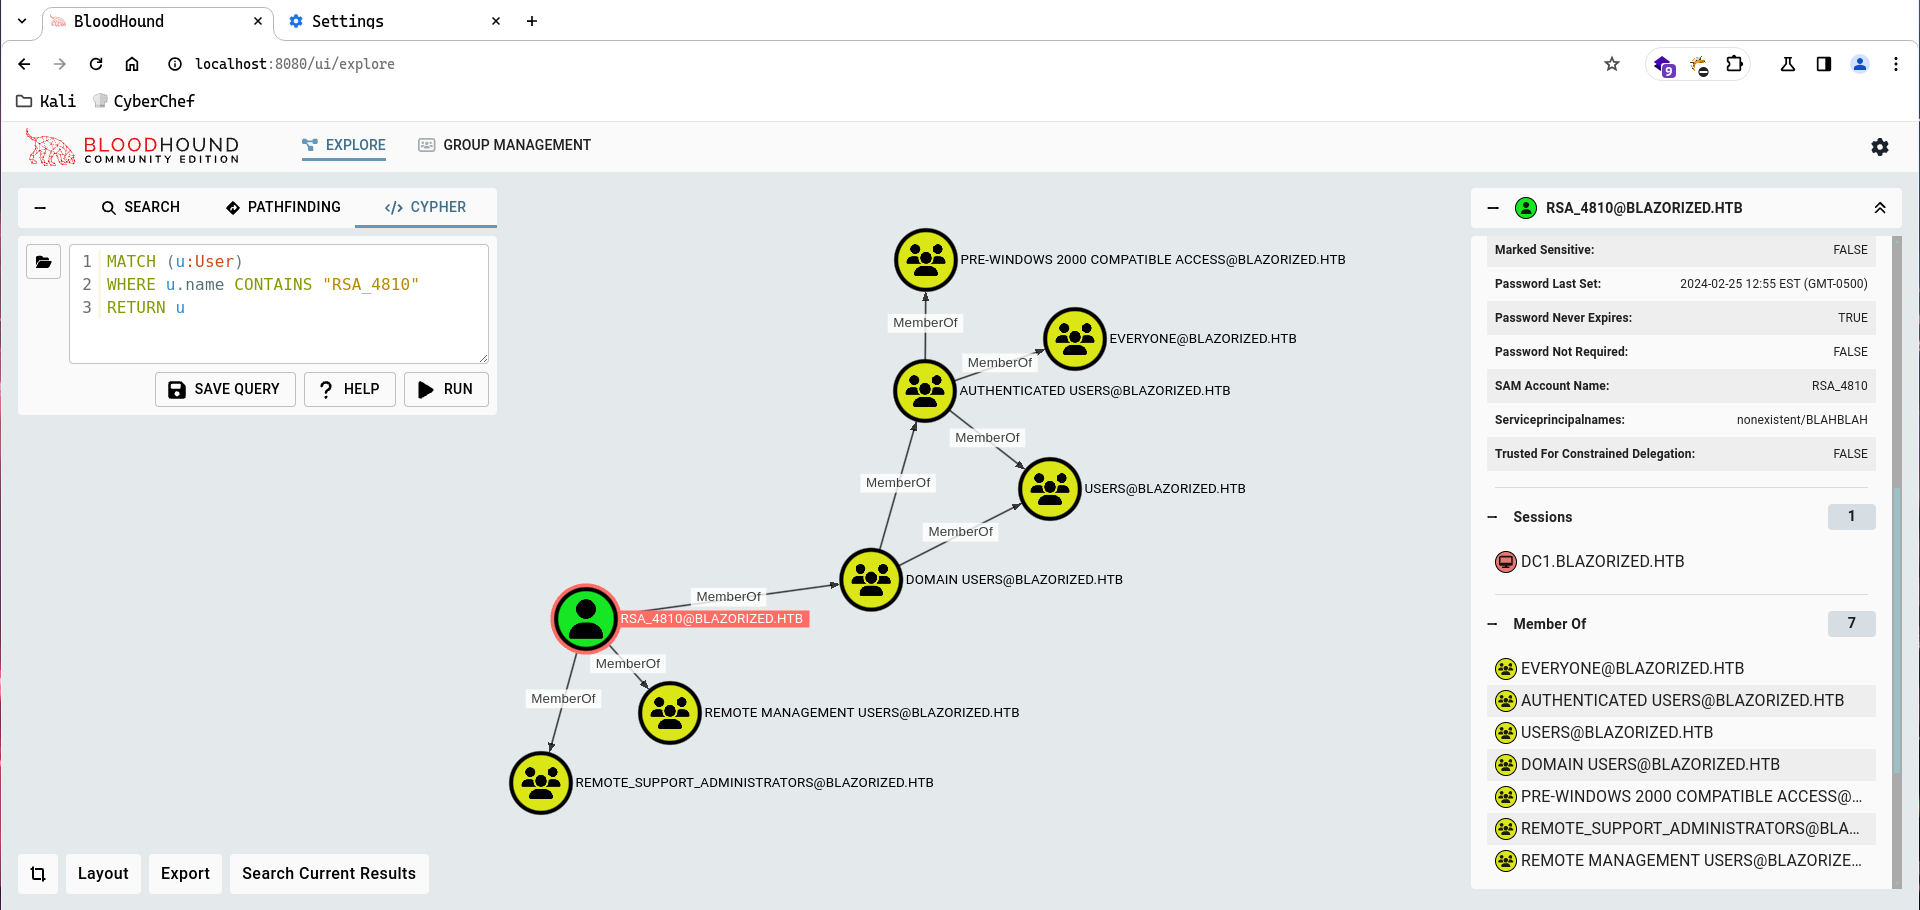 BloodHound
Settings
localhost:8080/ui/explore
9
Kali
CyberChef
BLOODHOUND
COMMUNITY EDITION
EXPLORE
GROUP MANAGEMENT
SEARCH
PATHFINDING
CYPHER
1 MATCH (u:User)
2 WHERE u.name CONTAINS "RSA_4810"
3 RETURN u
SAVE QUERY
HELP
RUN
PRE-WINDOWS 2000 COMPATIBLE ACCESS@BLAZORIZED.HTB
MemberOf
EVERYONE@BLAZORIZED.HTB
MemberOf
AUTHENTICATED USERS@BLAZORIZED.HTB
MemberOf
MemberOf
USERS@BLAZORIZED.HTB
MemberOf
DOMAIN USERS@BLAZORIZED.HTB
MemberOf
RSA_4810@BLAZORIZED.HTB
MemberOf
MemberOf
REMOTE MANAGEMENT USERS@BLAZORIZED.HTB
REMOTE_SUPPORT_ADMINISTRATORS@BLAZORIZED.HTB
Layout
Export
Search Current Results
RSA_4810@BLAZORIZED.HTB
Marked Sensitive: FALSE
Password Last Set: 2024-02-25 12:55 EST (GMT-0500)
Password Never Expires: TRUE
Password Not Required: FALSE
SAM Account Name: RSA_4810
Serviceprincipalnames: nonexistent/BLAHBLAH
Trusted For Constrained Delegation: FALSE
Sessions 1
DC1.BLAZORIZED.HTB
Member Of 7
EVERYONE@BLAZORIZED.HTB
AUTHENTICATED USERS@BLAZORIZED.HTB
USERS@BLAZORIZED.HTB
DOMAIN USERS@BLAZORIZED.HTB
PRE-WINDOWS 2000 COMPATIBLE ACCESS@...
REMOTE_SUPPORT_ADMINISTRATORS@BLA...
REMOTE MANAGEMENT USERS@BLAZORIZE...